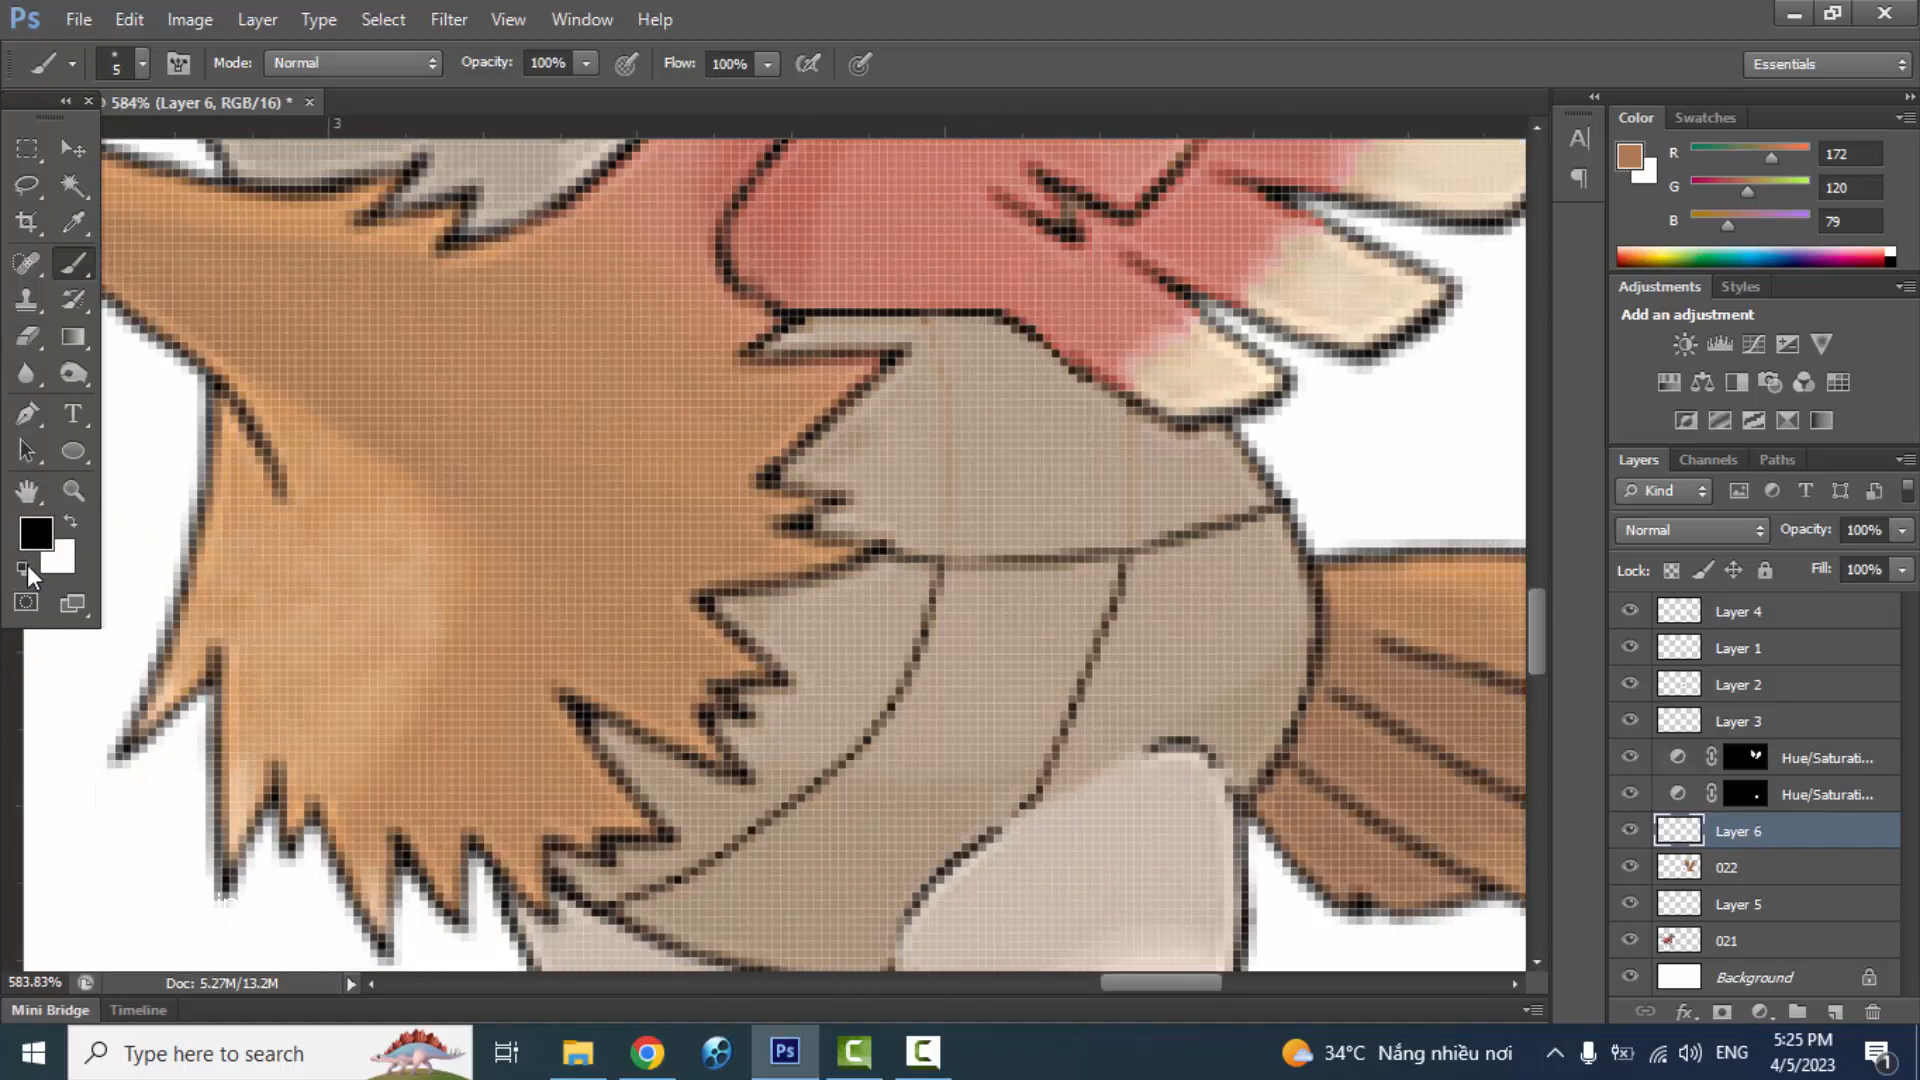 Ps File Edit Image Layer Type Select Filter View Window Help
5 Mode: Normal Opacity: 100% Flow: 100% Essentials
584% (Layer 6, RGB/16) * ×
3
Color Swatches
R 172
G 120
B 79
Adjustments Styles
Add an adjustment
Layers Channels Paths
Kind
Normal Opacity: 100%
Lock: Fill: 100%
Layer 4
Layer 1
Layer 2
Layer 3
Hue/Saturati...
Hue/Saturati...
Layer 6
022
Layer 5
021
Background
583.83% Doc: 5.27M/13.2M
Mini Bridge Timeline
Type here to search
Ps
34°C Nắng nhiều nơi
ENG
5:25 PM
4/5/2023
1